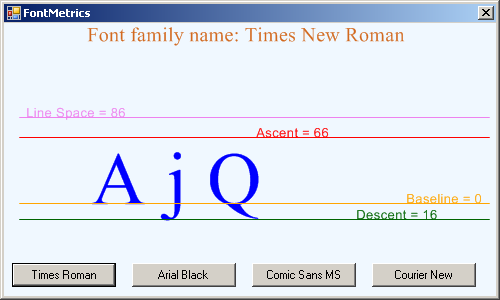 FontMetrics
Font family name: Times New Roman
Line Space = 86
Ascent = 66
A j Q
Baseline = 0
Descent = 16
Times Roman
Arial Black
Comic Sans MS
Courier New